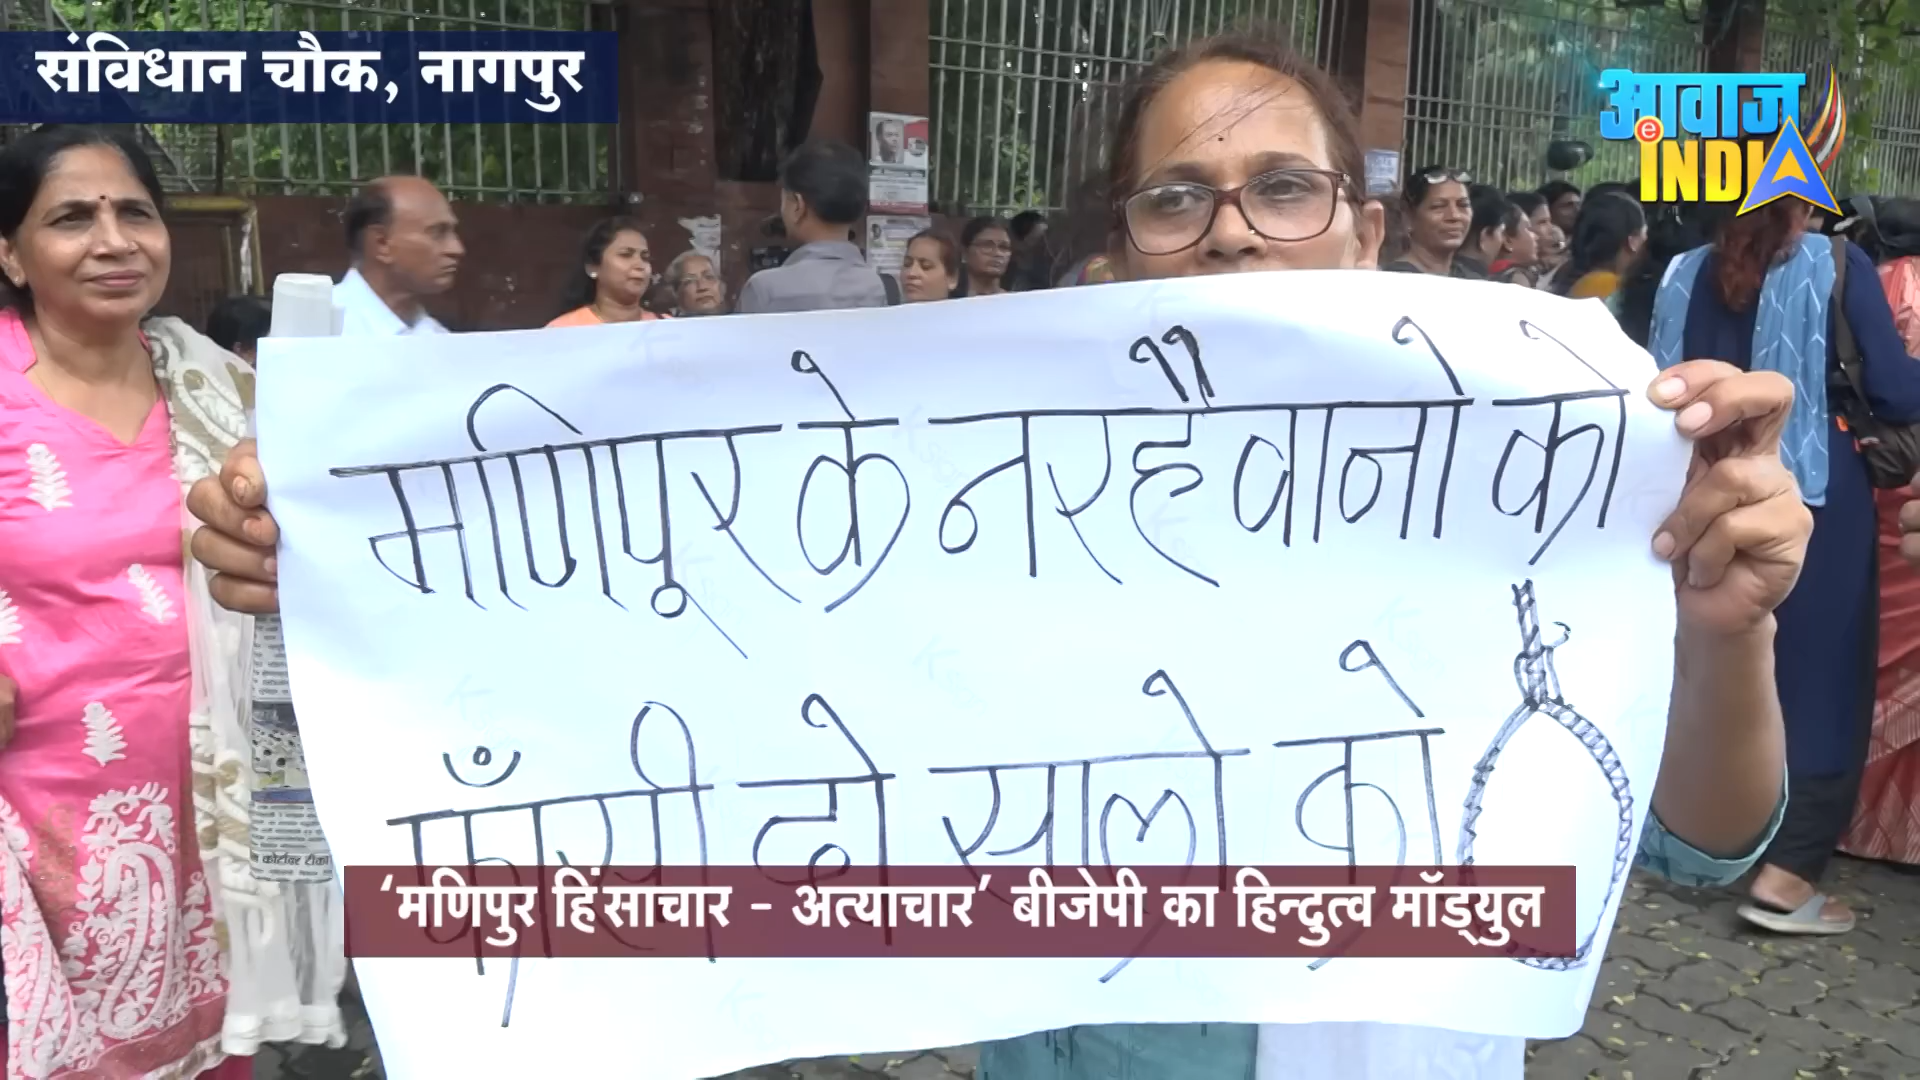 संविधान चौक, नागपुर
आवाज
e
INDIA
मणिपूर के नरहैवानो को
फाँसी दो सालो को
‘मणिपुर हिंसाचार - अत्याचार’ बीजेपी का हिन्दुत्व मॉड्युल